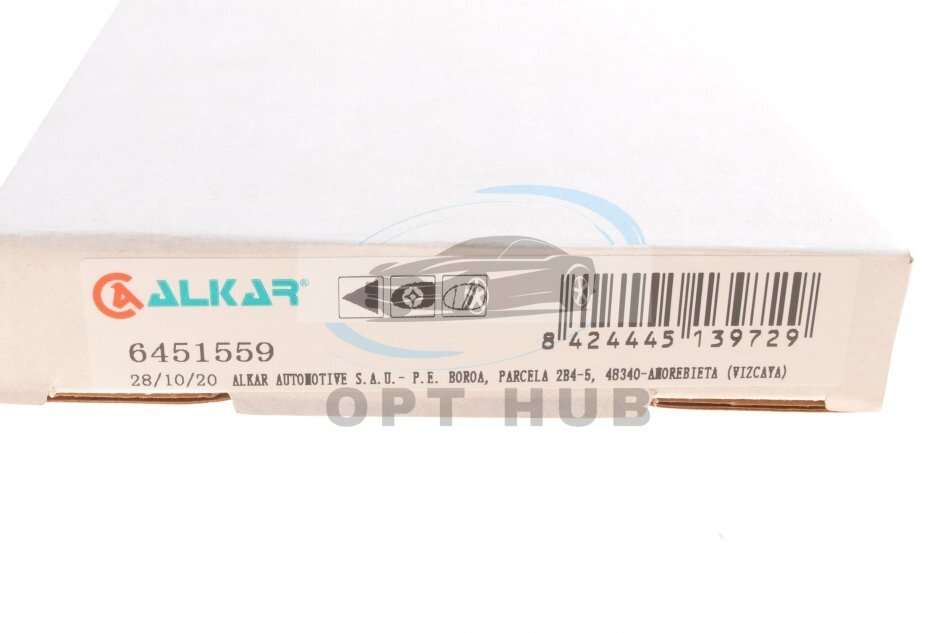 ALKAR®
8 424445 139729
6451559
28/10/20 ALKAR AUTOMOTIVE S.A.U.- P.E. BOROA, PARCELA 2B4-5, 48340-AMOREBIETA (VIZCAYA)
OPT HUB